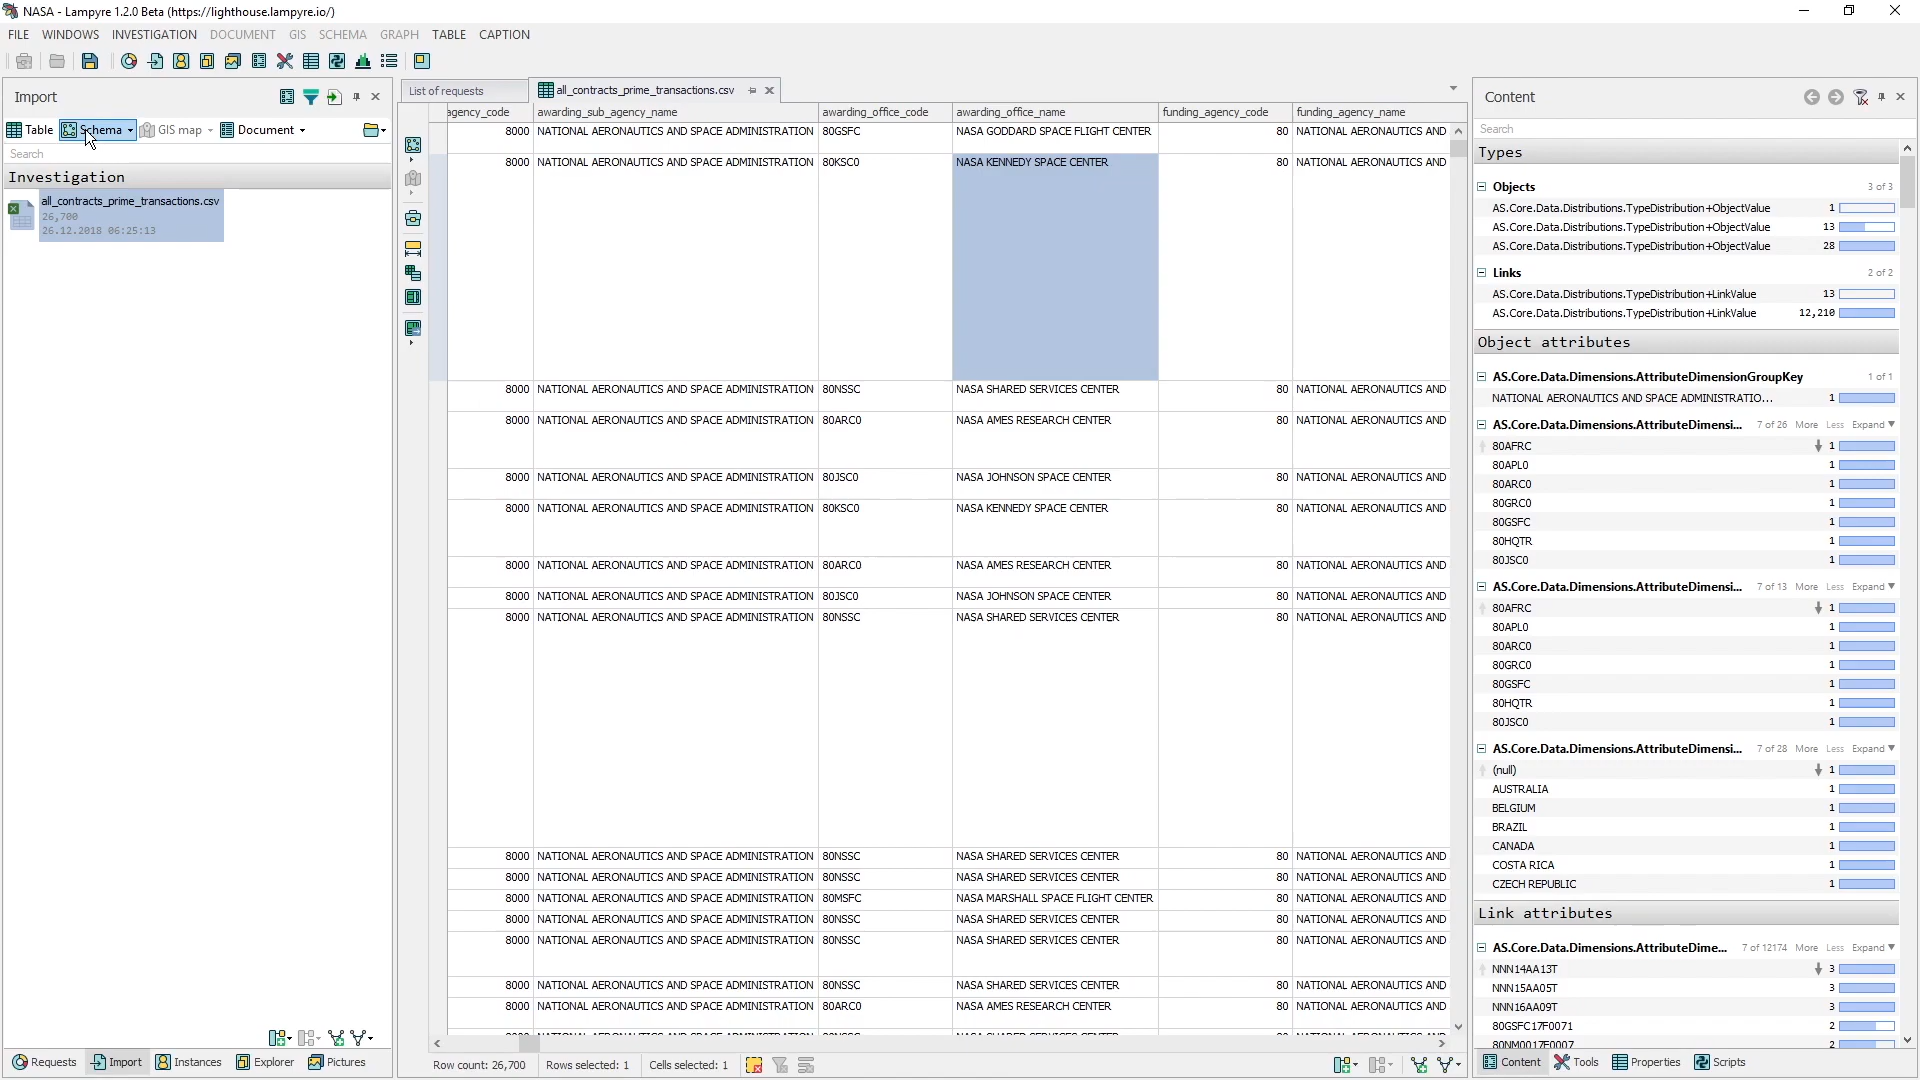 NASA - Lampyre 1.2.0 Beta (https://lighthouse.lampyre.io/)
FILE WINDOWS INVESTIGATION DOCUMENT GIS SCHEMA GRAPH TABLE CAPTION
Import
Table Schema GIS map Document
Search
Investigation
all_contracts_prime_transactions.csv
26,700
26.12.2018 06:25:13
Requests Import Instances Explorer Pictures
List of requests all_contracts_prime_transactions.csv
agency_code awarding_sub_agency_name awarding_office_code awarding_office_name funding_agency_code funding_agency_name
8000 NATIONAL AERONAUTICS AND SPACE ADMINISTRATION 80GSFC NASA GODDARD SPACE FLIGHT CENTER 80 NATIONAL AERONAUTICS AND
8000 NATIONAL AERONAUTICS AND SPACE ADMINISTRATION 80KSC0 NASA KENNEDY SPACE CENTER 80 NATIONAL AERONAUTICS AND
8000 NATIONAL AERONAUTICS AND SPACE ADMINISTRATION 80NSSC NASA SHARED SERVICES CENTER 80 NATIONAL AERONAUTICS AND
8000 NATIONAL AERONAUTICS AND SPACE ADMINISTRATION 80ARC0 NASA AMES RESEARCH CENTER 80 NATIONAL AERONAUTICS AND
8000 NATIONAL AERONAUTICS AND SPACE ADMINISTRATION 80JSC0 NASA JOHNSON SPACE CENTER 80 NATIONAL AERONAUTICS AND
8000 NATIONAL AERONAUTICS AND SPACE ADMINISTRATION 80KSC0 NASA KENNEDY SPACE CENTER 80 NATIONAL AERONAUTICS AND
8000 NATIONAL AERONAUTICS AND SPACE ADMINISTRATION 80ARC0 NASA AMES RESEARCH CENTER 80 NATIONAL AERONAUTICS AND
8000 NATIONAL AERONAUTICS AND SPACE ADMINISTRATION 80JSC0 NASA JOHNSON SPACE CENTER 80 NATIONAL AERONAUTICS AND
8000 NATIONAL AERONAUTICS AND SPACE ADMINISTRATION 80NSSC NASA SHARED SERVICES CENTER 80 NATIONAL AERONAUTICS AND
8000 NATIONAL AERONAUTICS AND SPACE ADMINISTRATION 80NSSC NASA SHARED SERVICES CENTER 80 NATIONAL AERONAUTICS AND
8000 NATIONAL AERONAUTICS AND SPACE ADMINISTRATION 80NSSC NASA SHARED SERVICES CENTER 80 NATIONAL AERONAUTICS AND
8000 NATIONAL AERONAUTICS AND SPACE ADMINISTRATION 80MSFC NASA MARSHALL SPACE FLIGHT CENTER 80 NATIONAL AERONAUTICS AND
8000 NATIONAL AERONAUTICS AND SPACE ADMINISTRATION 80NSSC NASA SHARED SERVICES CENTER 80 NATIONAL AERONAUTICS AND
8000 NATIONAL AERONAUTICS AND SPACE ADMINISTRATION 80NSSC NASA SHARED SERVICES CENTER 80 NATIONAL AERONAUTICS AND
8000 NATIONAL AERONAUTICS AND SPACE ADMINISTRATION 80NSSC NASA SHARED SERVICES CENTER 80 NATIONAL AERONAUTICS AND
8000 NATIONAL AERONAUTICS AND SPACE ADMINISTRATION 80ARC0 NASA AMES RESEARCH CENTER 80 NATIONAL AERONAUTICS AND
Row count: 26,700 Rows selected: 1 Cells selected: 1
Content
Search
Types
Objects 3 of 3
AS.Core.Data.Distributions.TypeDistribution+ObjectValue 1
AS.Core.Data.Distributions.TypeDistribution+ObjectValue 13
AS.Core.Data.Distributions.TypeDistribution+ObjectValue 28
Links 2 of 2
AS.Core.Data.Distributions.TypeDistribution+LinkValue 13
AS.Core.Data.Distributions.TypeDistribution+LinkValue 12,210
Object attributes
AS.Core.Data.Dimensions.AttributeDimensionGroupKey 1 of 1
NATIONAL AERONAUTICS AND SPACE ADMINISTRATIO... 1
AS.Core.Data.Dimensions.AttributeDimensi... 7 of 26 More Less Expand
80AFRC 1
80APL0 1
80ARC0 1
80GRC0 1
80GSFC 1
80HQTR 1
80JSC0 1
AS.Core.Data.Dimensions.AttributeDimensi... 7 of 13 More Less Expand
80AFRC 1
80APL0 1
80ARC0 1
80GRC0 1
80GSFC 1
80HQTR 1
80JSC0 1
AS.Core.Data.Dimensions.AttributeDimensi... 7 of 28 More Less Expand
(null) 1
AUSTRALIA 1
BELGIUM 1
BRAZIL 1
CANADA 1
COSTA RICA 1
CZECH REPUBLIC 1
Link attributes
AS.Core.Data.Dimensions.AttributeDime... 7 of 12174 More Less Expand
NNN14AA13T 3
NNN15AA05T 3
NNN16AA09T 3
80GSFC17F0071 2
80NM0017F0007 2
Content Tools Properties Scripts